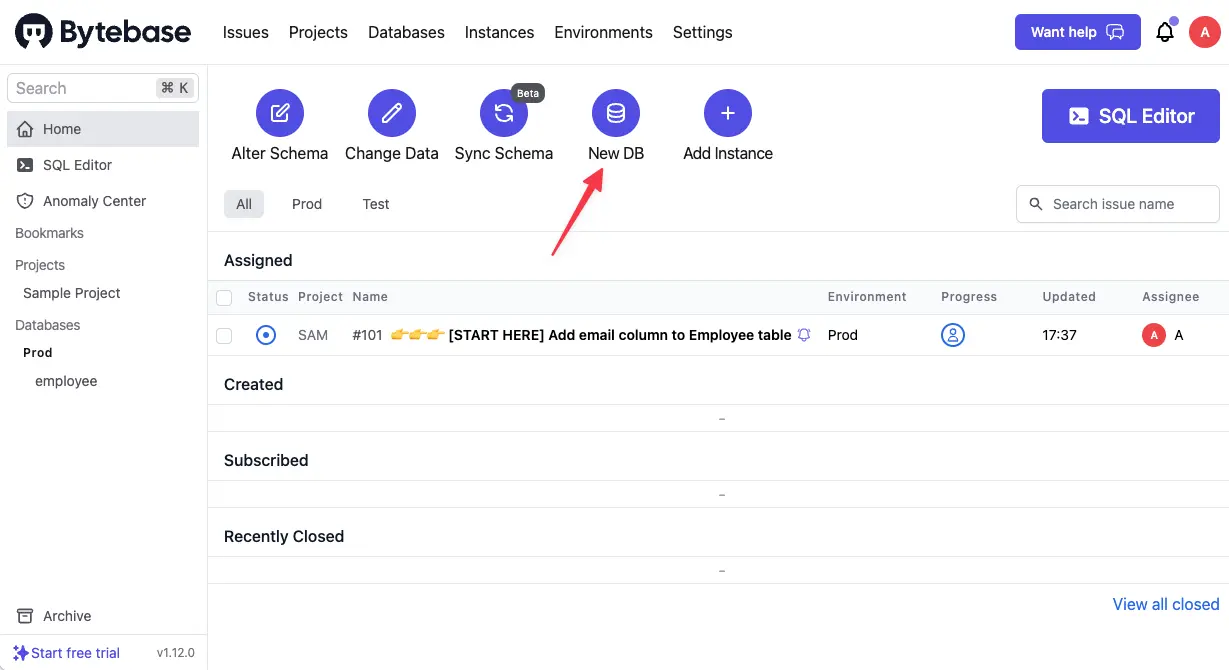 Bytebase
Issues Projects Databases Instances Environments Settings
Want help
A
Search ⌘ K
Home
SQL Editor
Anomaly Center
Bookmarks
Projects
Sample Project
Databases
Prod
employee
Archive
Start free trial v1.12.0
Beta
Alter Schema Change Data Sync Schema New DB Add Instance
SQL Editor
All Prod Test
Search issue name
Assigned
Status Project Name Environment Progress Updated Assignee
SAM #101 👉👉👉 [START HERE] Add email column to Employee table Prod 17:37 A A
Created
–
Subscribed
–
Recently Closed
–
View all closed